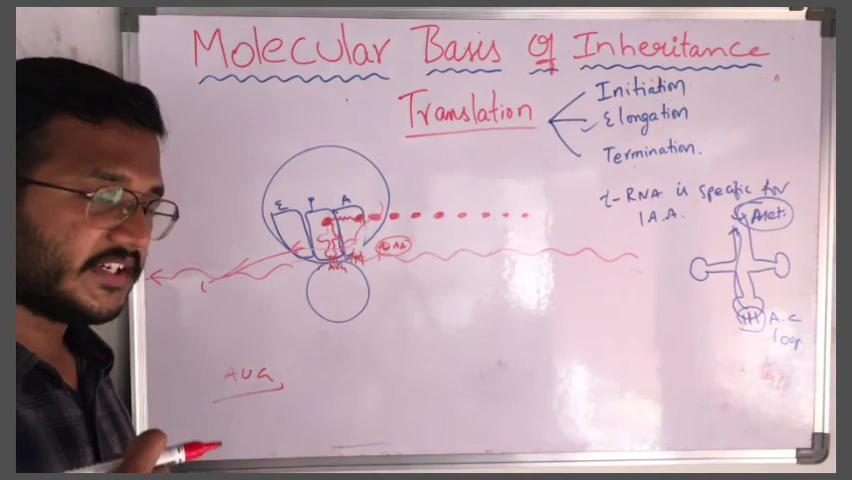 Molecular Basis Of Inheritance
Translation
Initiation
Elongation
Termination.
t-RNA is specific for
1 A.A.
Met.
E P A
AUG
A.C
loop
AUG